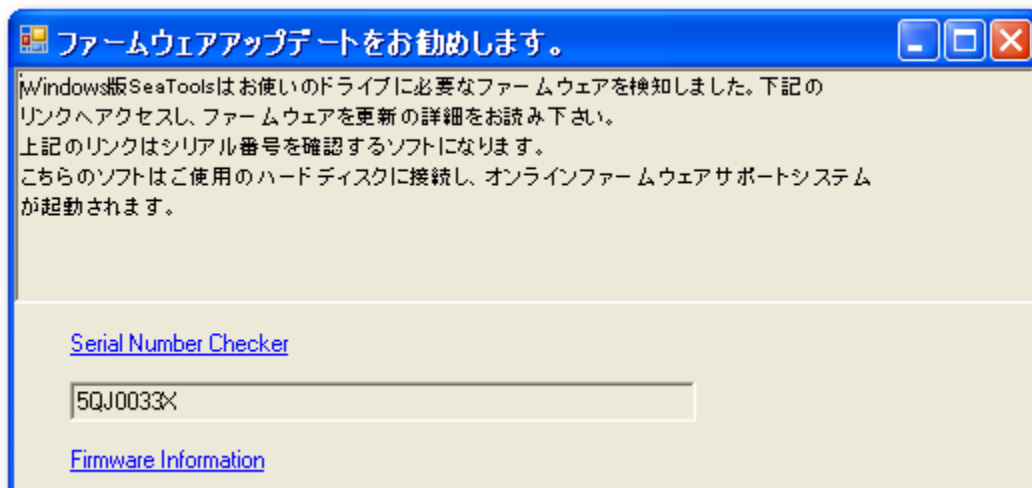 ファームウェアアップデートをお勧めします。
Windows版SeaToolsはお使いのドライブに必要なファームウェアを検知しました。下記の
リンクへアクセスし、ファームウェアを更新の詳細をお読み下さい。
上記のリンクはシリアル番号を確認するソフトになります。
こちらのソフトはご使用のハードディスクに接続し、オンラインファームウェアサポートシステム
が起動されます。
Serial Number Checker
5QJ0033X
Firmware Information